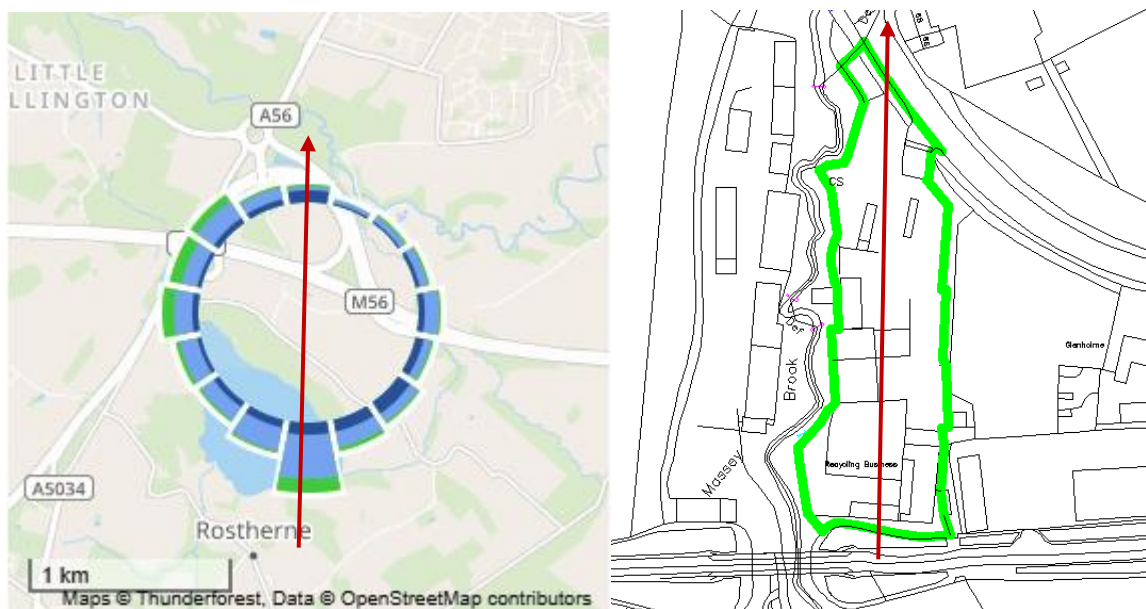 LITTLE
LLINGTON
A56
M56
A5034
Rostherne
1 km
Maps © Thunderforest, Data © OpenStreetMap contributors
CS
Def
Glenholme
Massey Brook
Recycling Business